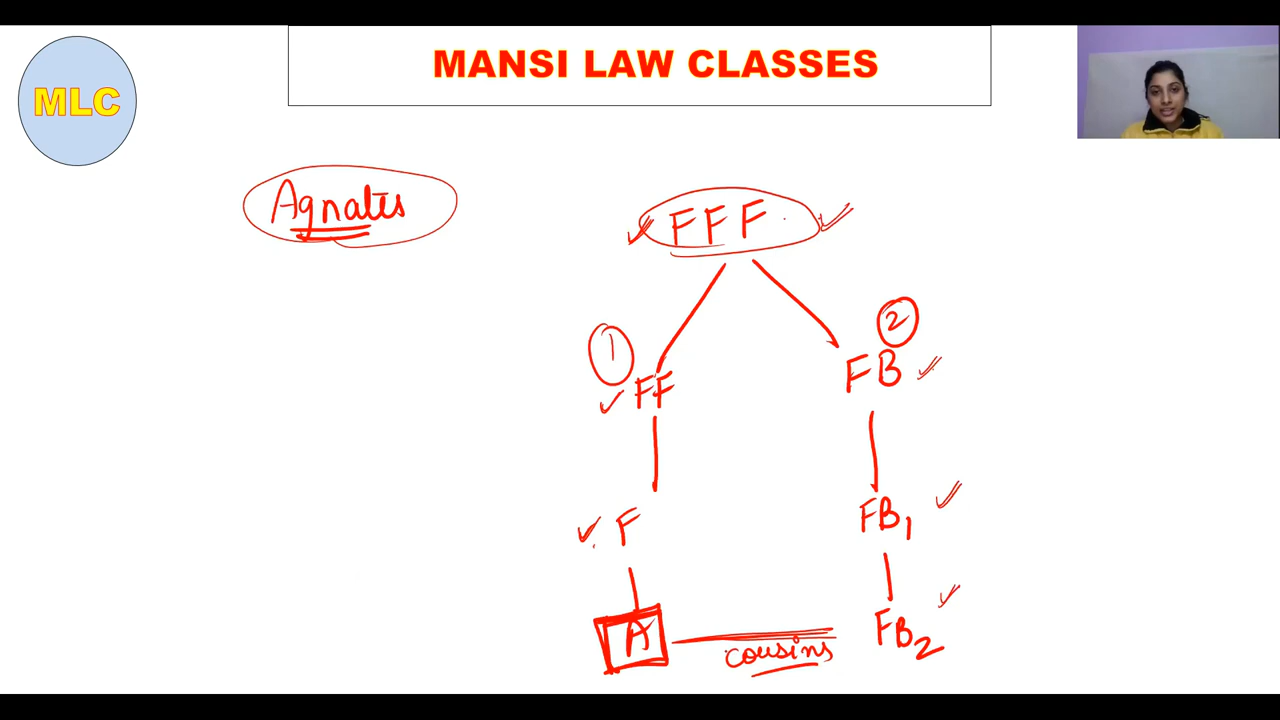 MANSI LAW CLASSES
MLC
Agnates
FFF
1
2
FF
FB
F
FB1
A
cousins
FB2